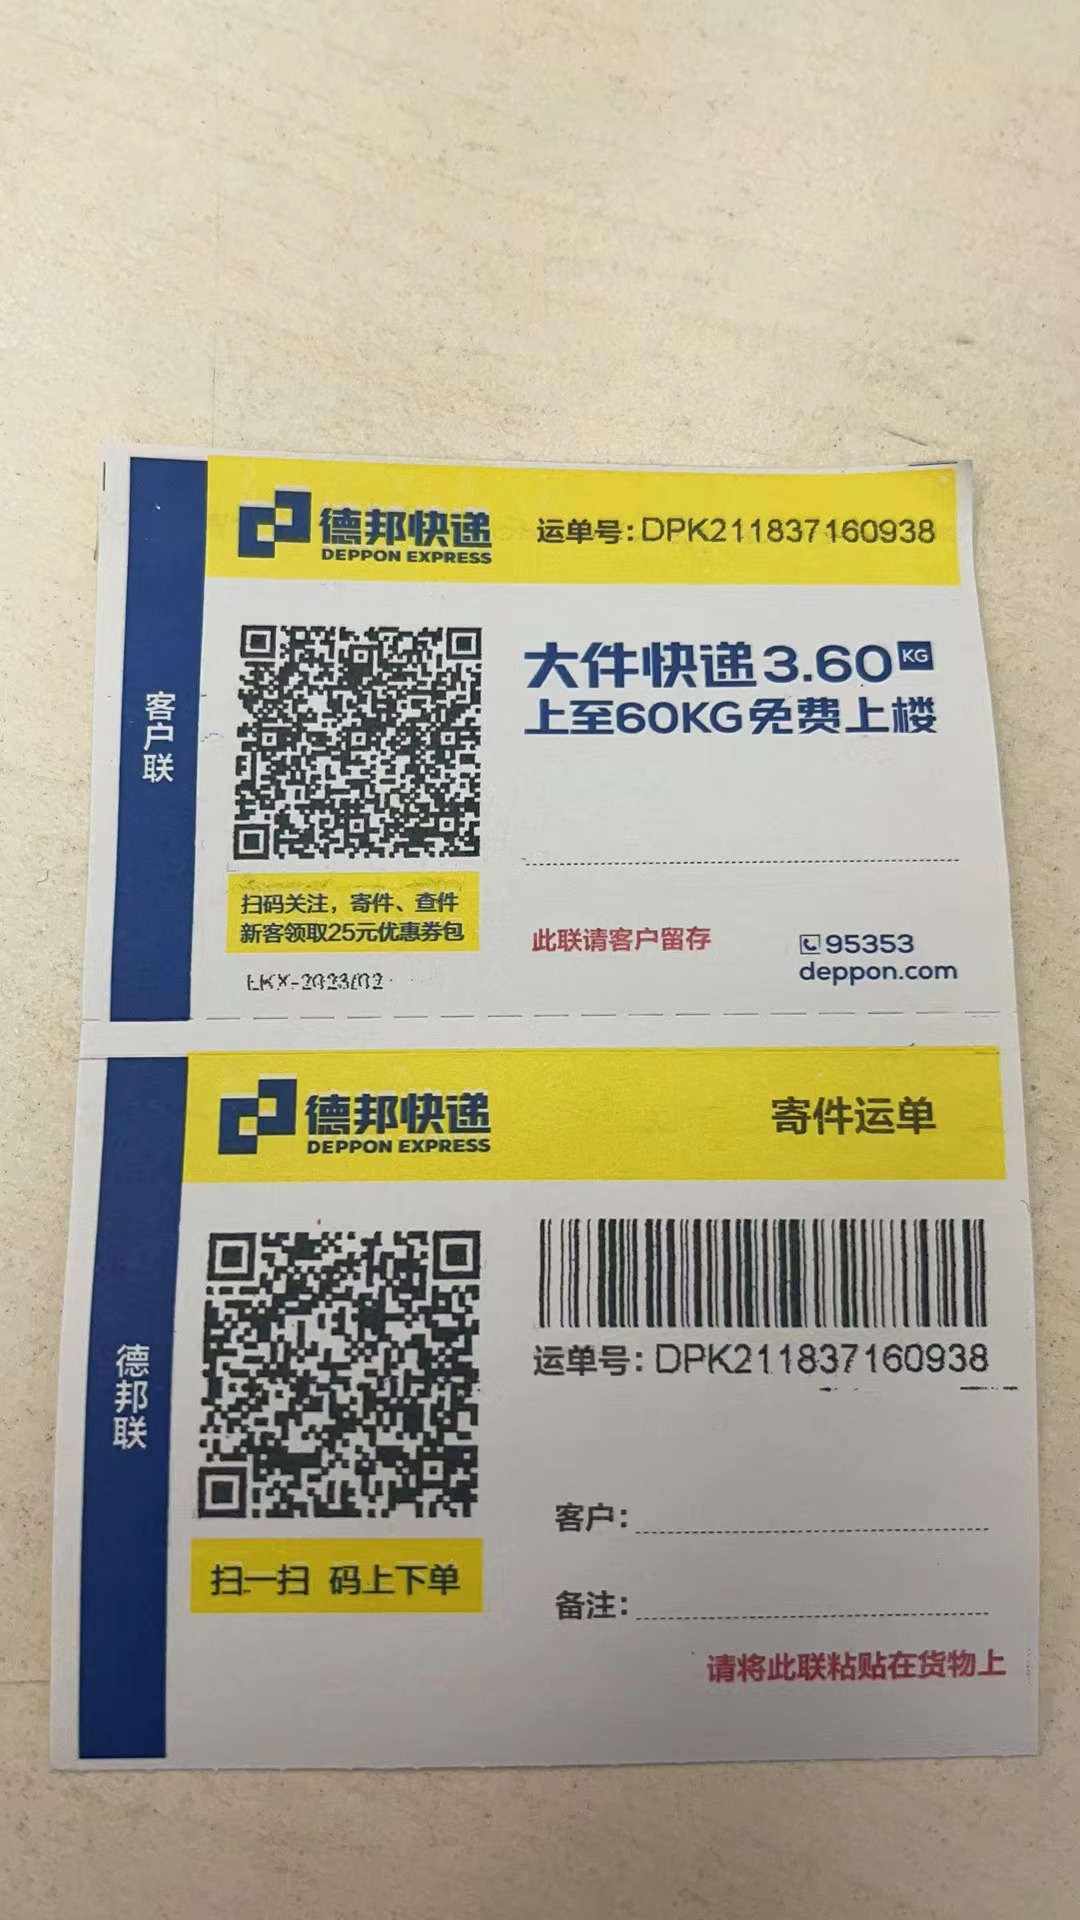 德邦快递
DEPPON EXPRESS
运单号:DPK211837160938
客户联
大件快递3.60KG
上至60KG免费上楼
扫码关注，寄件、查件
新客领取25元优惠券包
LKX-2023/02
此联请客户留存
95353
deppon.com
德邦快递
DEPPON EXPRESS
寄件运单
德邦联
运单号:DPK211837160938
客户:
备注:
扫一扫 码上下单
请将此联粘贴在货物上